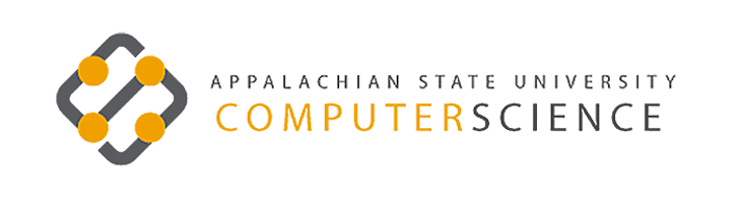 APPALACHIAN STATE UNIVERSITY
COMPUTERSCIENCE